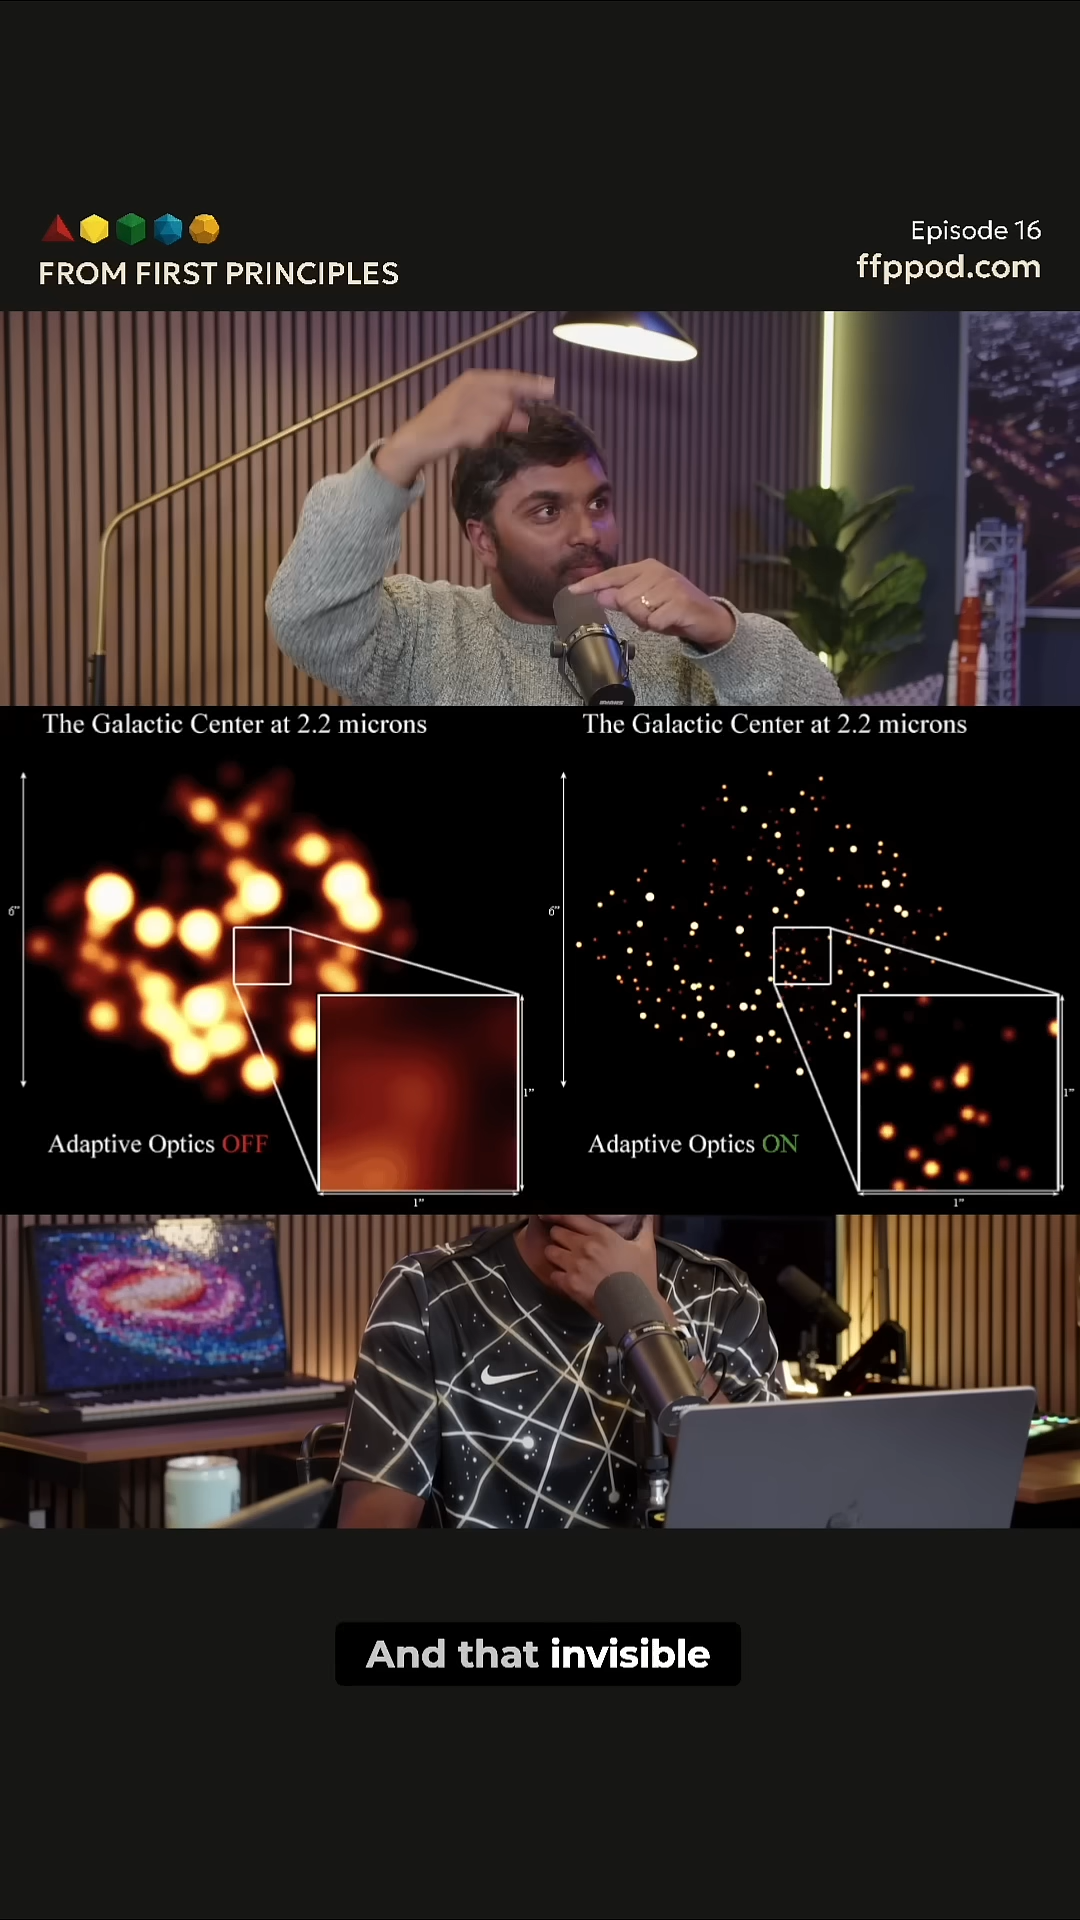 FROM FIRST PRINCIPLES
Episode 16
ffppod.com
The Galactic Center at 2.2 microns
6"
Adaptive Optics OFF
1"
1"
The Galactic Center at 2.2 microns
6"
Adaptive Optics ON
1"
1"
And that invisible